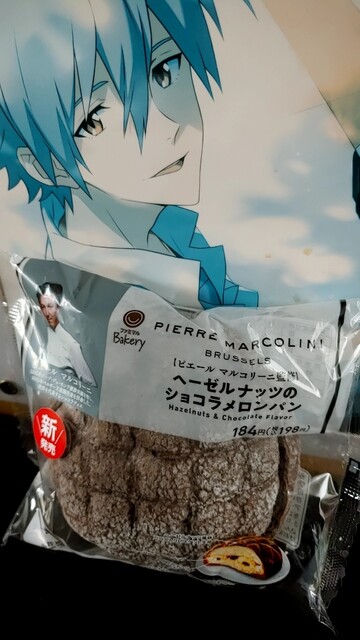 ファミマル
Bakery
PIERRE MARCOLINI
BRUSSELS
[ピエール マルコリーニ監修]
ヘーゼルナッツの
ショコラメロンパン
Hazelnuts & Chocolate Flavor
184円(税込198円)
新
発売